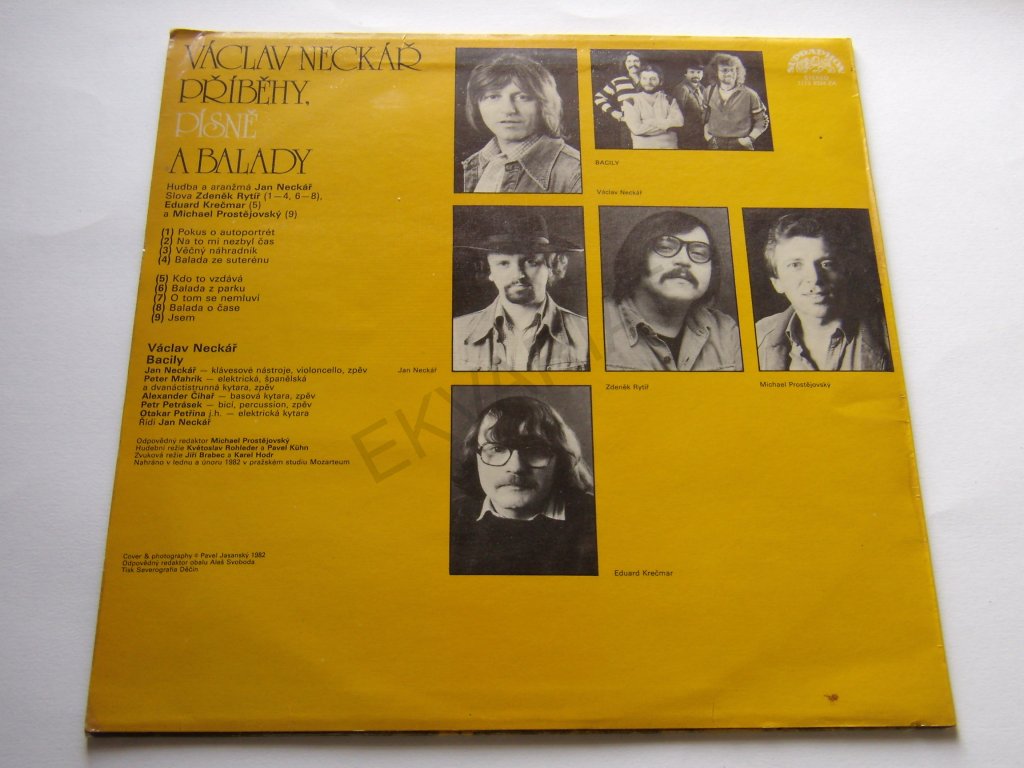 VÁCLAV NECKÁŘ
PŘÍBĚHY,
PÍSNĚ
A BALADY
Hudba a aranžmá Jan Neckář
Slova Zdeněk Rytíř (1—4, 6—8),
Eduard Krečmar (5)
a Michael Prostějovský (9)
(1) Pokus o autoportrét
(2) Na to mi nezbyl čas
(3) Věčný náhradník
(4) Balada ze suterénu
(5) Kdo to vzdává
(6) Balada z parku
(7) O tom se nemluví
(8) Balada o čase
(9) Jsem
Václav Neckář
Bacily
Jan Neckář — klávesové nástroje, violoncello, zpěv
Peter Mahrik — elektrická, španělská
a dvanáctistrunná kytara, zpěv
Alexander Čihař — basová kytara, zpěv
Petr Petrásek — bicí, percussion, zpěv
Otakar Petřina j.h. — elektrická kytara
Řídí Jan Neckář
Odpovědný redaktor Michael Prostějovský
Hudební režie Květoslav Rohleder a Pavel Kühn
Zvuková režie Jiří Brabec a Karel Hodr
Nahráno v lednu a únoru 1982 v pražském studiu Mozarteum
Cover & photography © Pavel Jasanský 1982
Odpovědný redaktor obalu Aleš Svoboda
Tisk Severografia Děčín
SUPRAPHON
STEREO
BACILY
Václav Neckář
Jan Neckář
Zdeněk Rytíř
Michael Prostějovský
Eduard Krečmar